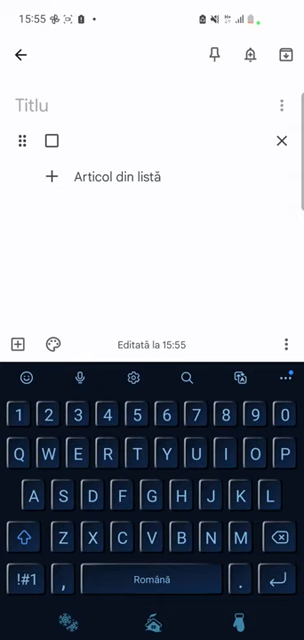 15:55
Titlu
Articol din listă
Editată la 15:55
1 2 3 4 5 6 7 8 9 0
Q W E R T Y U I O P
A S D F G H J K L
Z X C V B N M
!#1 , Română .